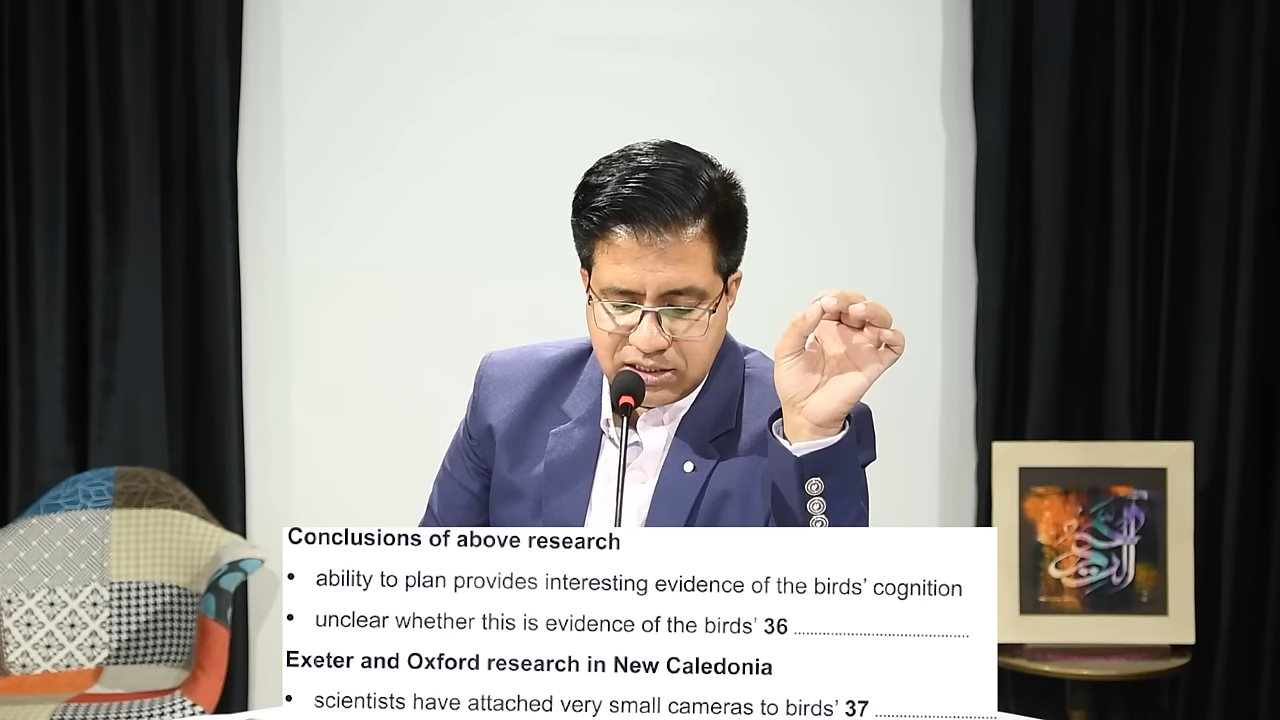 Conclusions of above research
• ability to plan provides interesting evidence of the birds’ cognition
• unclear whether this is evidence of the birds’ 36 ..............................
Exeter and Oxford research in New Caledonia
• scientists have attached very small cameras to birds’ 37 ..............................